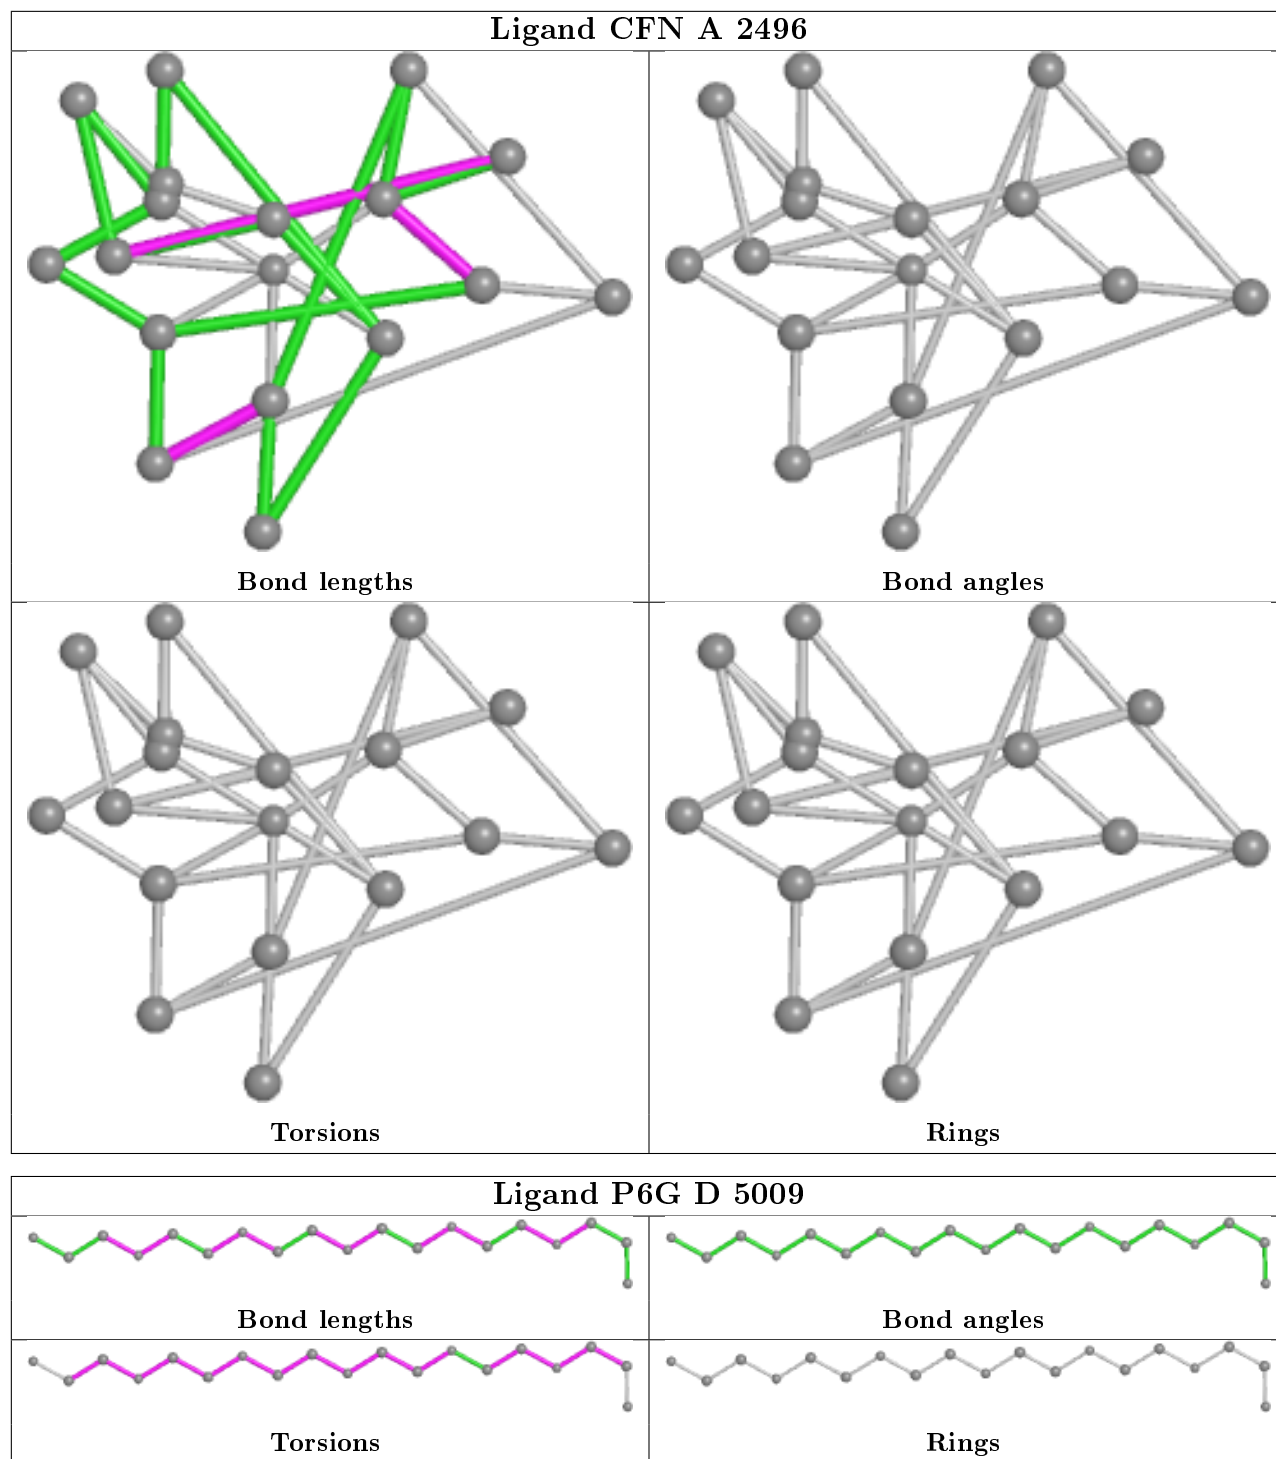 Ligand CFN A 2496
Bond lengths
Bond angles
Torsions
Rings
Ligand P6G D 5009
Bond lengths
Bond angles
Torsions
Rings